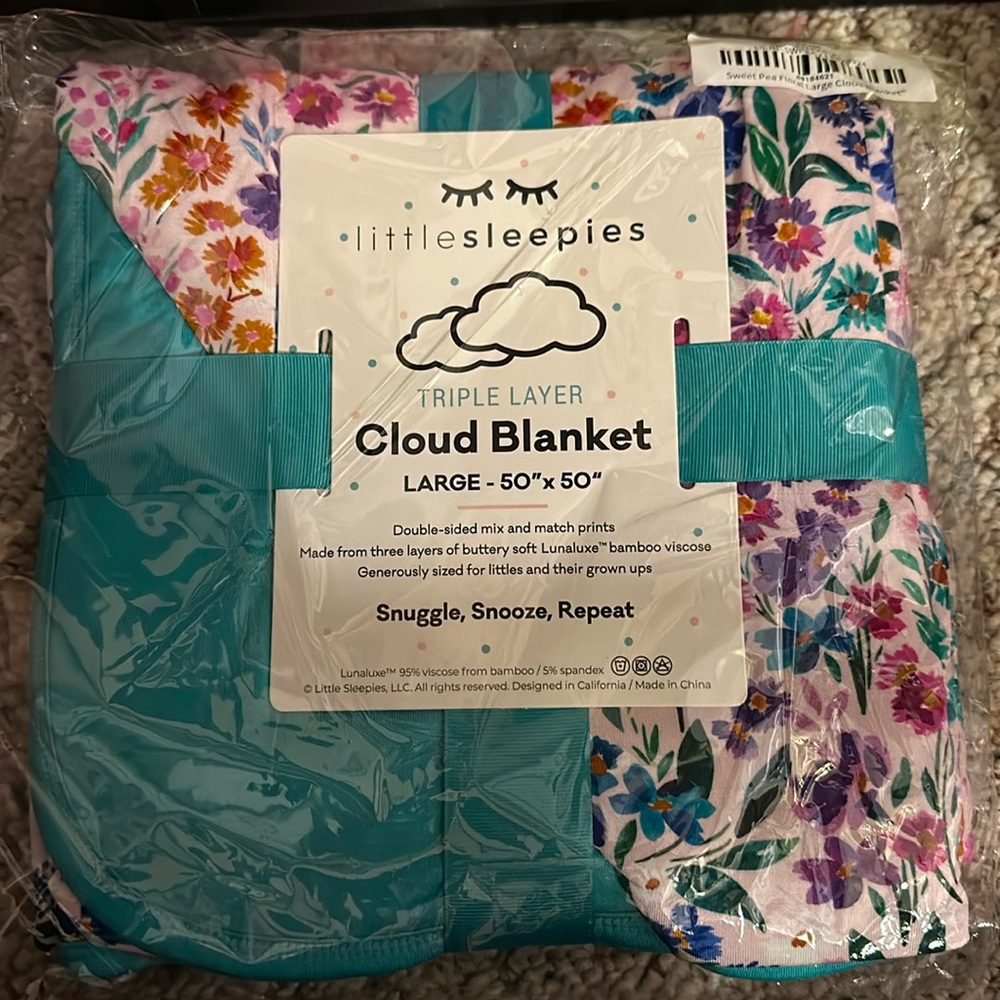 Sweet Pea Floral Large Cloud
littlesleepies
TRIPLE LAYER
Cloud Blanket
LARGE - 50”x 50“
Double-sided mix and match prints
Made from three layers of buttery soft Lunaluxe™ bamboo viscose
Generously sized for littles and their grown ups
Snuggle, Snooze, Repeat
Lunaluxe™ 95% viscose from bamboo / 5% spandex
© Little Sleepies, LLC. All rights reserved. Designed in California / Made in China